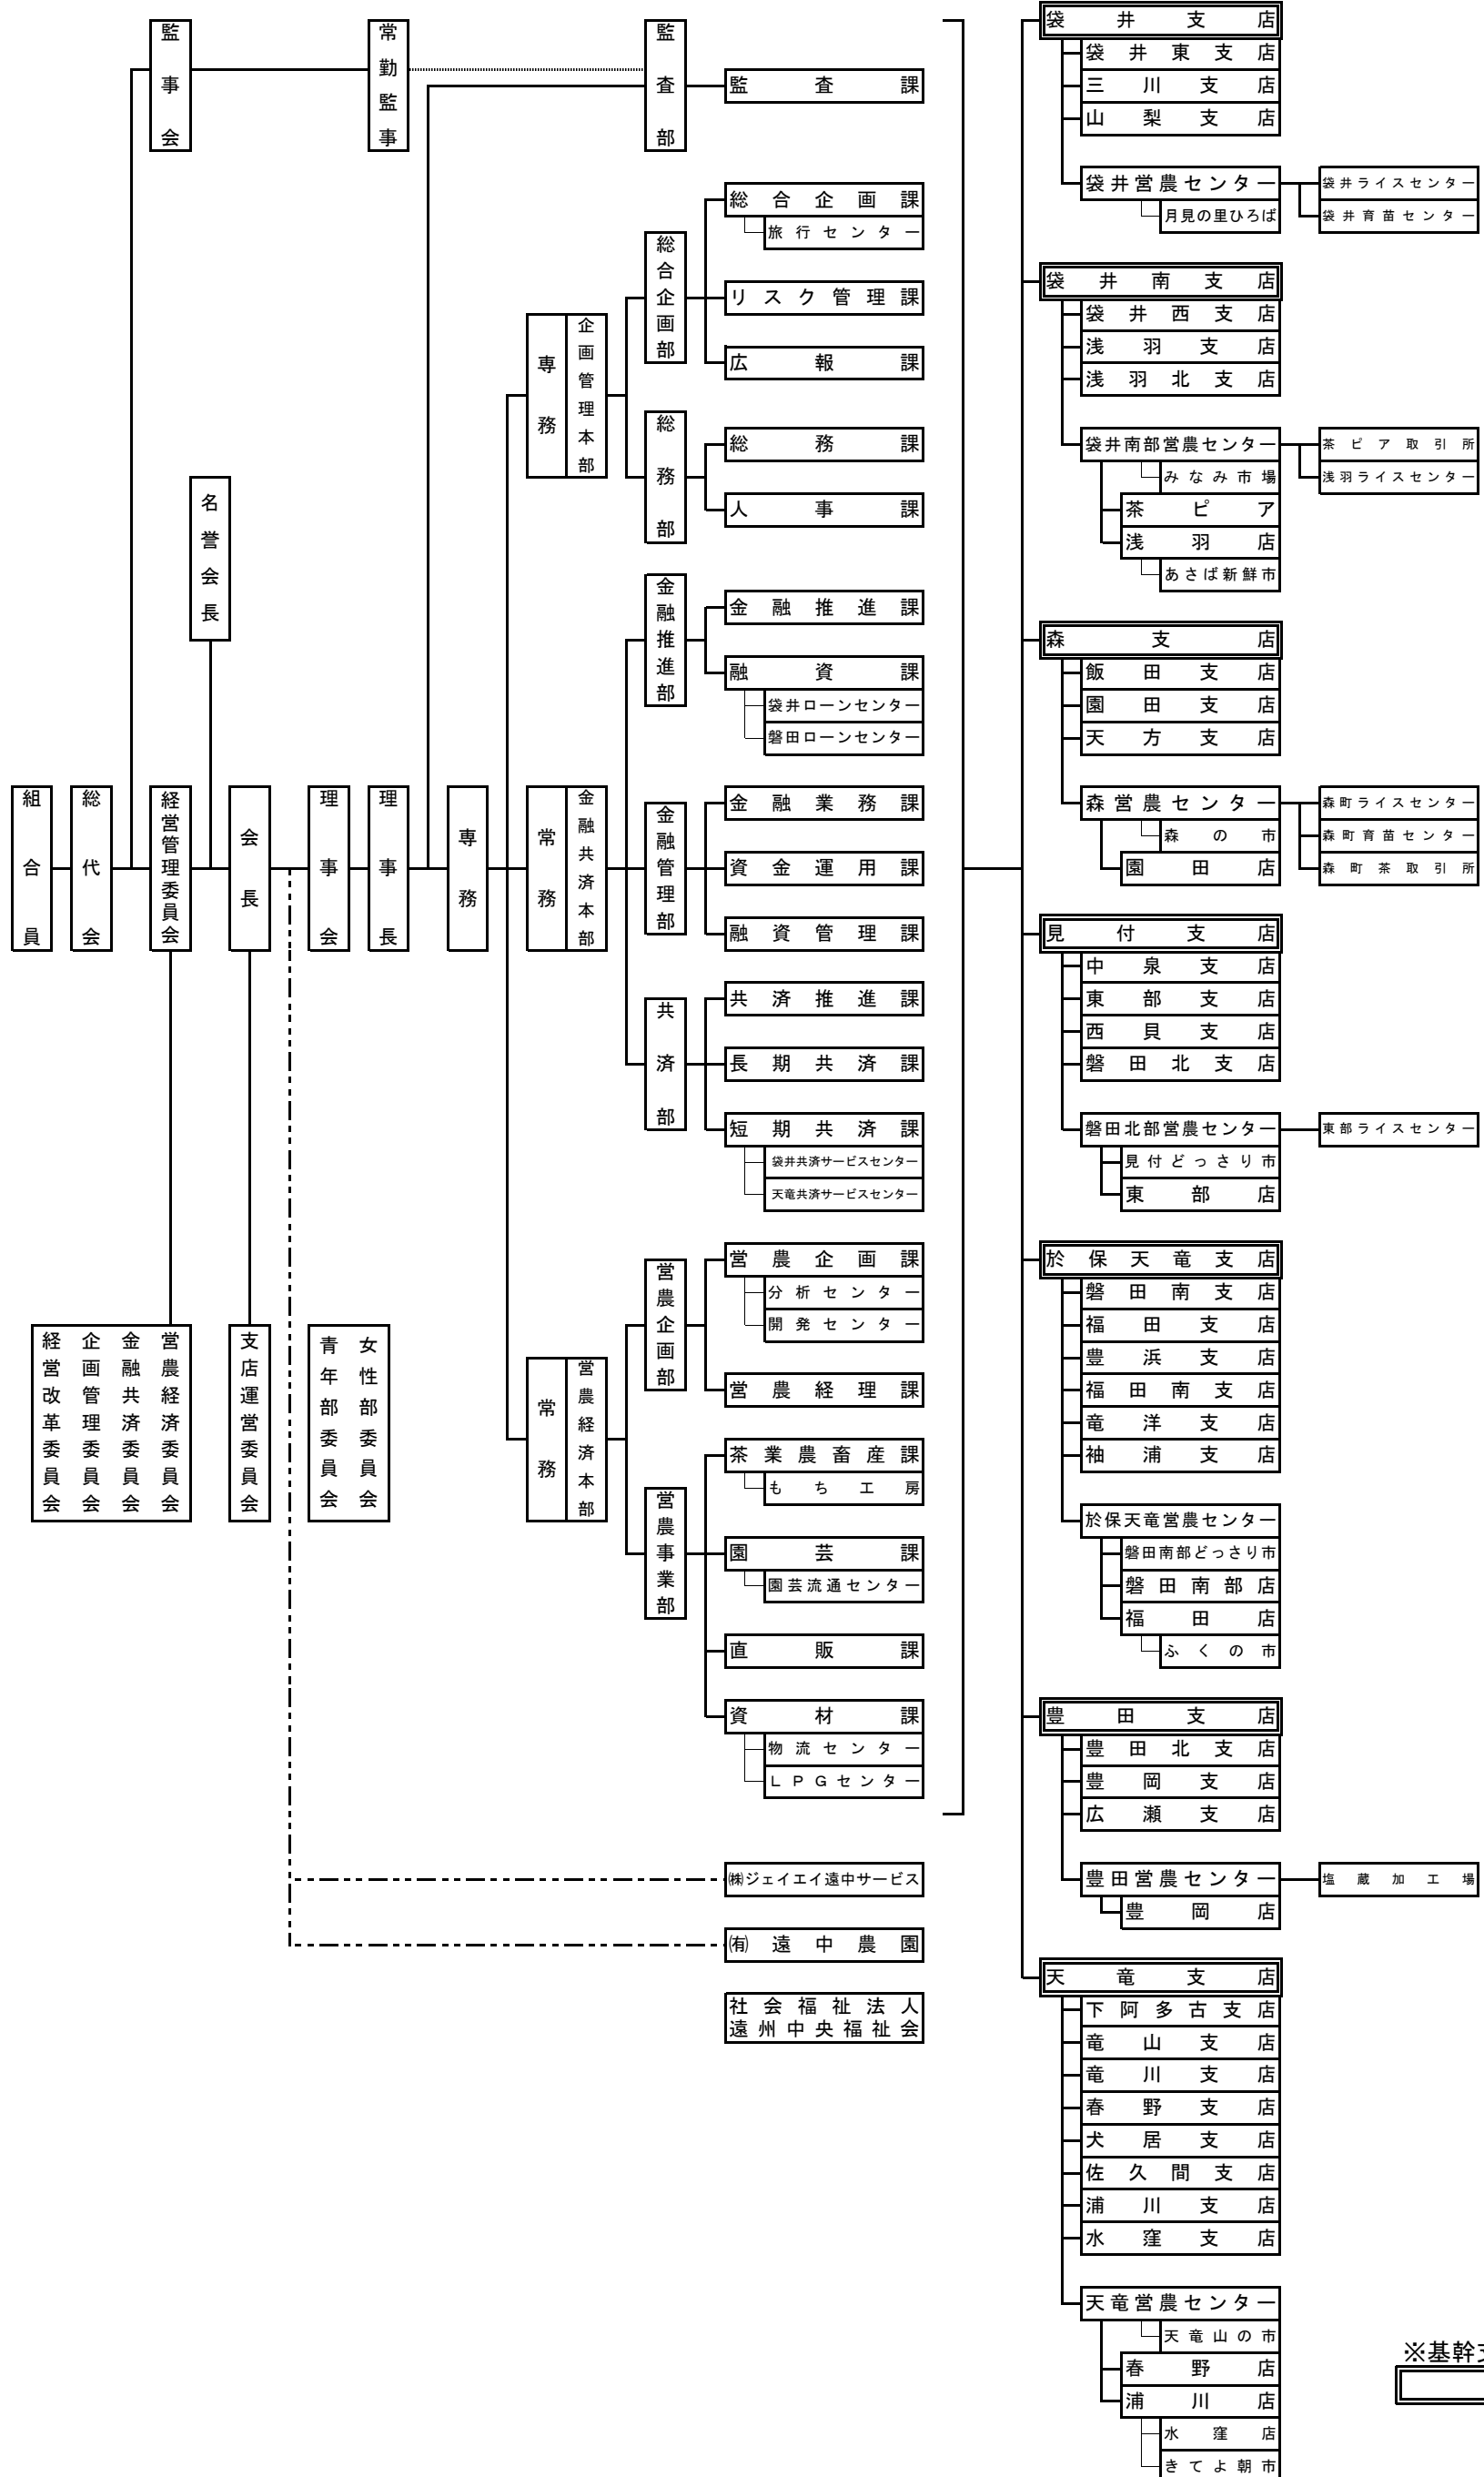 組合員
総代会
監事会
経営管理委員会
名誉会長
会長
理事会
常勤監事
理事長
専務
経営改革委員会
企画管理委員会
金融共済委員会
営農経済委員会
支店運営委員会
青年部委員会
女性部委員会
専務
企画管理本部
常務
金融共済本部
常務
営農経済本部
監査部
監査課
総合企画部
総合企画課
旅行センター
リスク管理課
広報課
総務部
総務課
人事課
金融推進部
金融推進課
融資課
袋井ローンセンター
磐田ローンセンター
金融管理部
金融業務課
資金運用課
融資管理課
共済部
共済推進課
長期共済課
短期共済課
袋井共済サービスセンター
天竜共済サービスセンター
営農企画部
営農企画課
分析センター
開発センター
営農経理課
営農事業部
茶業農畜産課
もち工房
園芸課
園芸流通センター
直販課
資材課
物流センター
ＬＰＧセンター
㈱ジェイエイ遠中サービス
㈲遠中農園
社会福祉法人
遠州中央福祉会
袋井支店
袋井東支店
三川支店
山梨支店
袋井営農センター
月見の里ひろば
袋井ライスセンター
袋井育苗センター
袋井南支店
袋井西支店
浅羽支店
浅羽北支店
袋井南部営農センター
みなみ市場
茶ピア
浅羽店
あさば新鮮市
茶ピア取引所
浅羽ライスセンター
森支店
飯田支店
園田支店
天方支店
森営農センター
森の市
園田店
森町ライスセンター
森町育苗センター
森町茶取引所
見付支店
中泉支店
東部支店
西貝支店
磐田北支店
磐田北部営農センター
見付どっさり市
東部店
東部ライスセンター
於保天竜支店
磐田南支店
福田支店
豊浜支店
福田南支店
竜洋支店
袖浦支店
於保天竜営農センター
磐田南部どっさり市
磐田南部店
福田店
ふくの市
豊田支店
豊田北支店
豊岡支店
広瀬支店
豊田営農センター
豊岡店
塩蔵加工場
天竜支店
下阿多古支店
竜山支店
竜川支店
春野支店
犬居支店
佐久間支店
浦川支店
水窪支店
天竜営農センター
天竜山の市
春野店
浦川店
水窪店
きてよ朝市
※基幹支